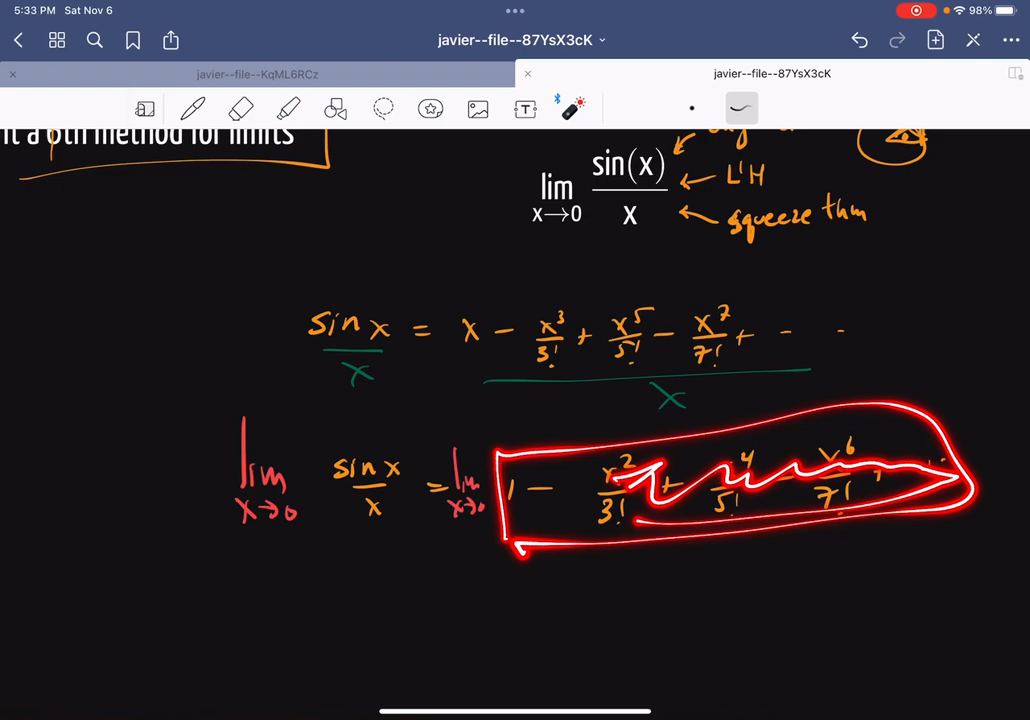 5:33 PM Sat Nov 6
98%
javier--file--87YsX3cK
javier--file--KqML6RCz
javier--file--87YsX3cK
T
it a 6th method for limits
lim x→0 sin(x)/x
L'H
squeeze thm
sin x / x = x - x³/3! + x⁵/5! - x⁷/7! + - - / x
lim x→0 sin x / x = lim x→0 1 - x²/3! + ⁴/5! - x⁶/7!